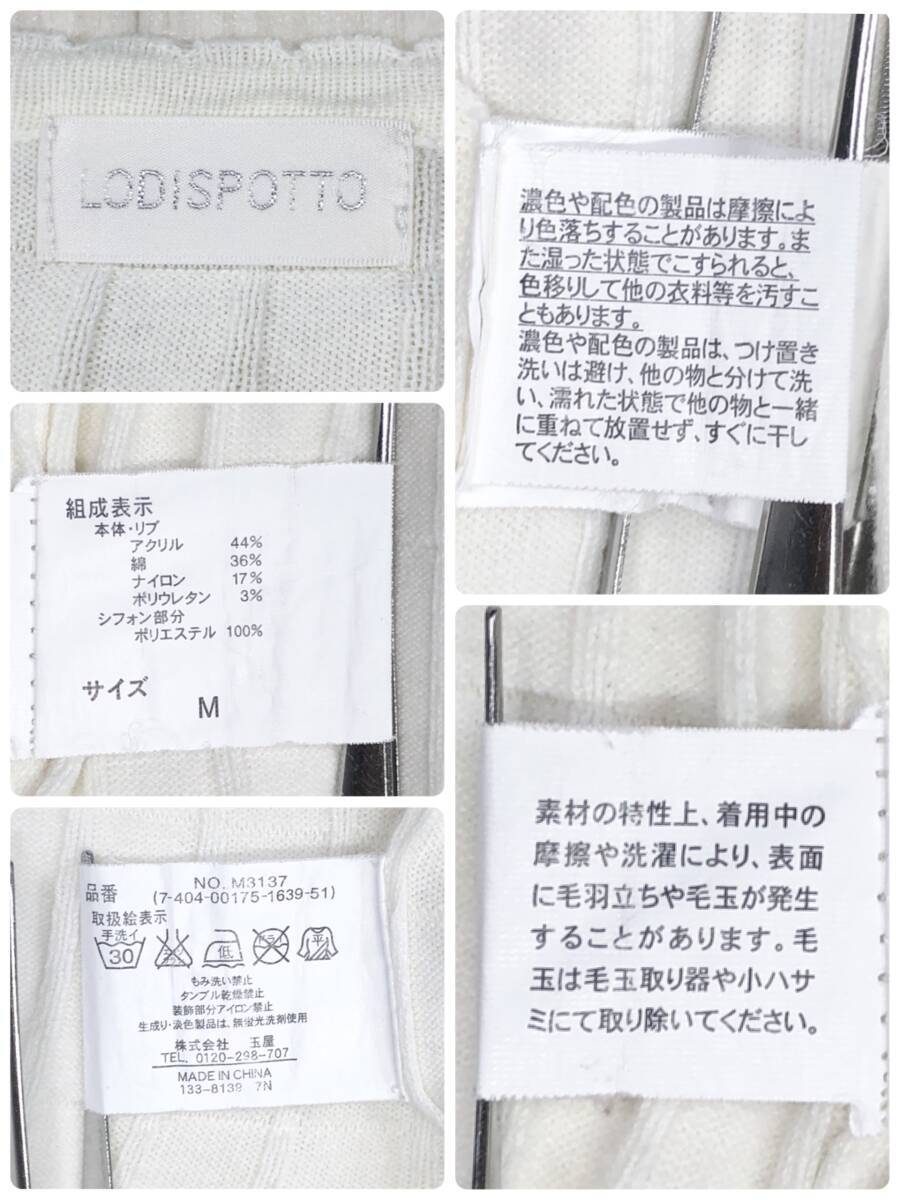 LODISPOTTO
濃色や配色の製品は摩擦によ
り色落ちすることがあります。ま
た湿った状態でこすられると、
色移りして他の衣料等を汚すこ
ともあります。
濃色や配色の製品は、つけ置き
洗いは避け、他の物と分けて洗
い、濡れた状態で他の物と一緒
に重ねて放置せず、すぐに干し
てください。
組成表示
本体・リブ
アクリル 44%
綿 36%
ナイロン 17%
ポリウレタン 3%
シフォン部分
ポリエステル 100%
サイズ
M
素材の特性上、着用中の
摩擦や洗濯により、表面
に毛羽立ちや毛玉が発生
することがあります。毛
玉は毛玉取り器や小ハサ
ミにて取り除いてください。
NO. M3137
品番 (7-404-00175-1639-51)
取扱絵表示
手洗イ
30 低 ドライ 平
もみ洗い禁止
タンブル乾燥禁止
装飾部分アイロン禁止
生成り・淡色製品は、無蛍光洗剤使用
株式会社 玉屋
TEL. 0120-298-707
MADE IN CHINA
133-8139 7N